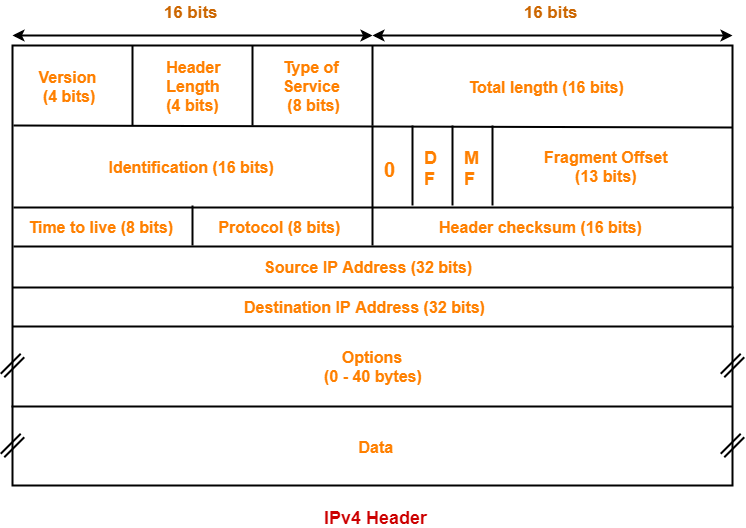 16 bits
16 bits
Version
(4 bits)
Header
Length
(4 bits)
Type of
Service
(8 bits)
Total length (16 bits)
Identification (16 bits)
0
D
F
M
F
Fragment Offset
(13 bits)
Time to live (8 bits)
Protocol (8 bits)
Header checksum (16 bits)
Source IP Address (32 bits)
Destination IP Address (32 bits)
Options
(0 - 40 bytes)
Data
IPv4 Header